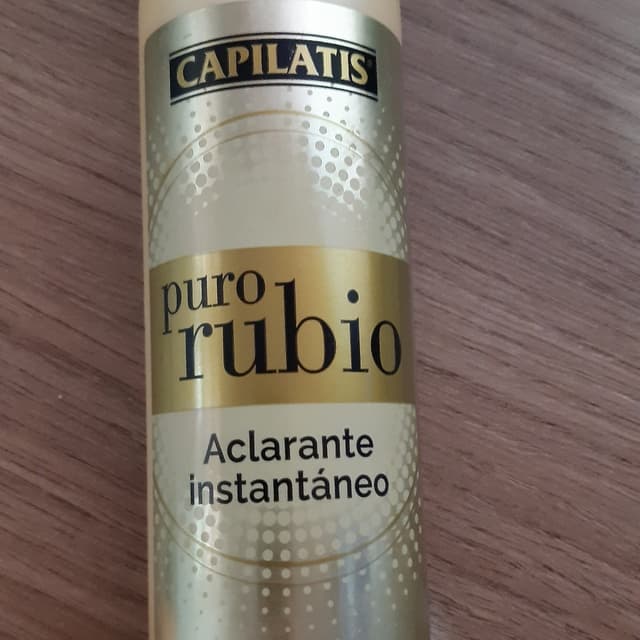 CAPILATIS
puro
rubio
Aclarante
instantáneo